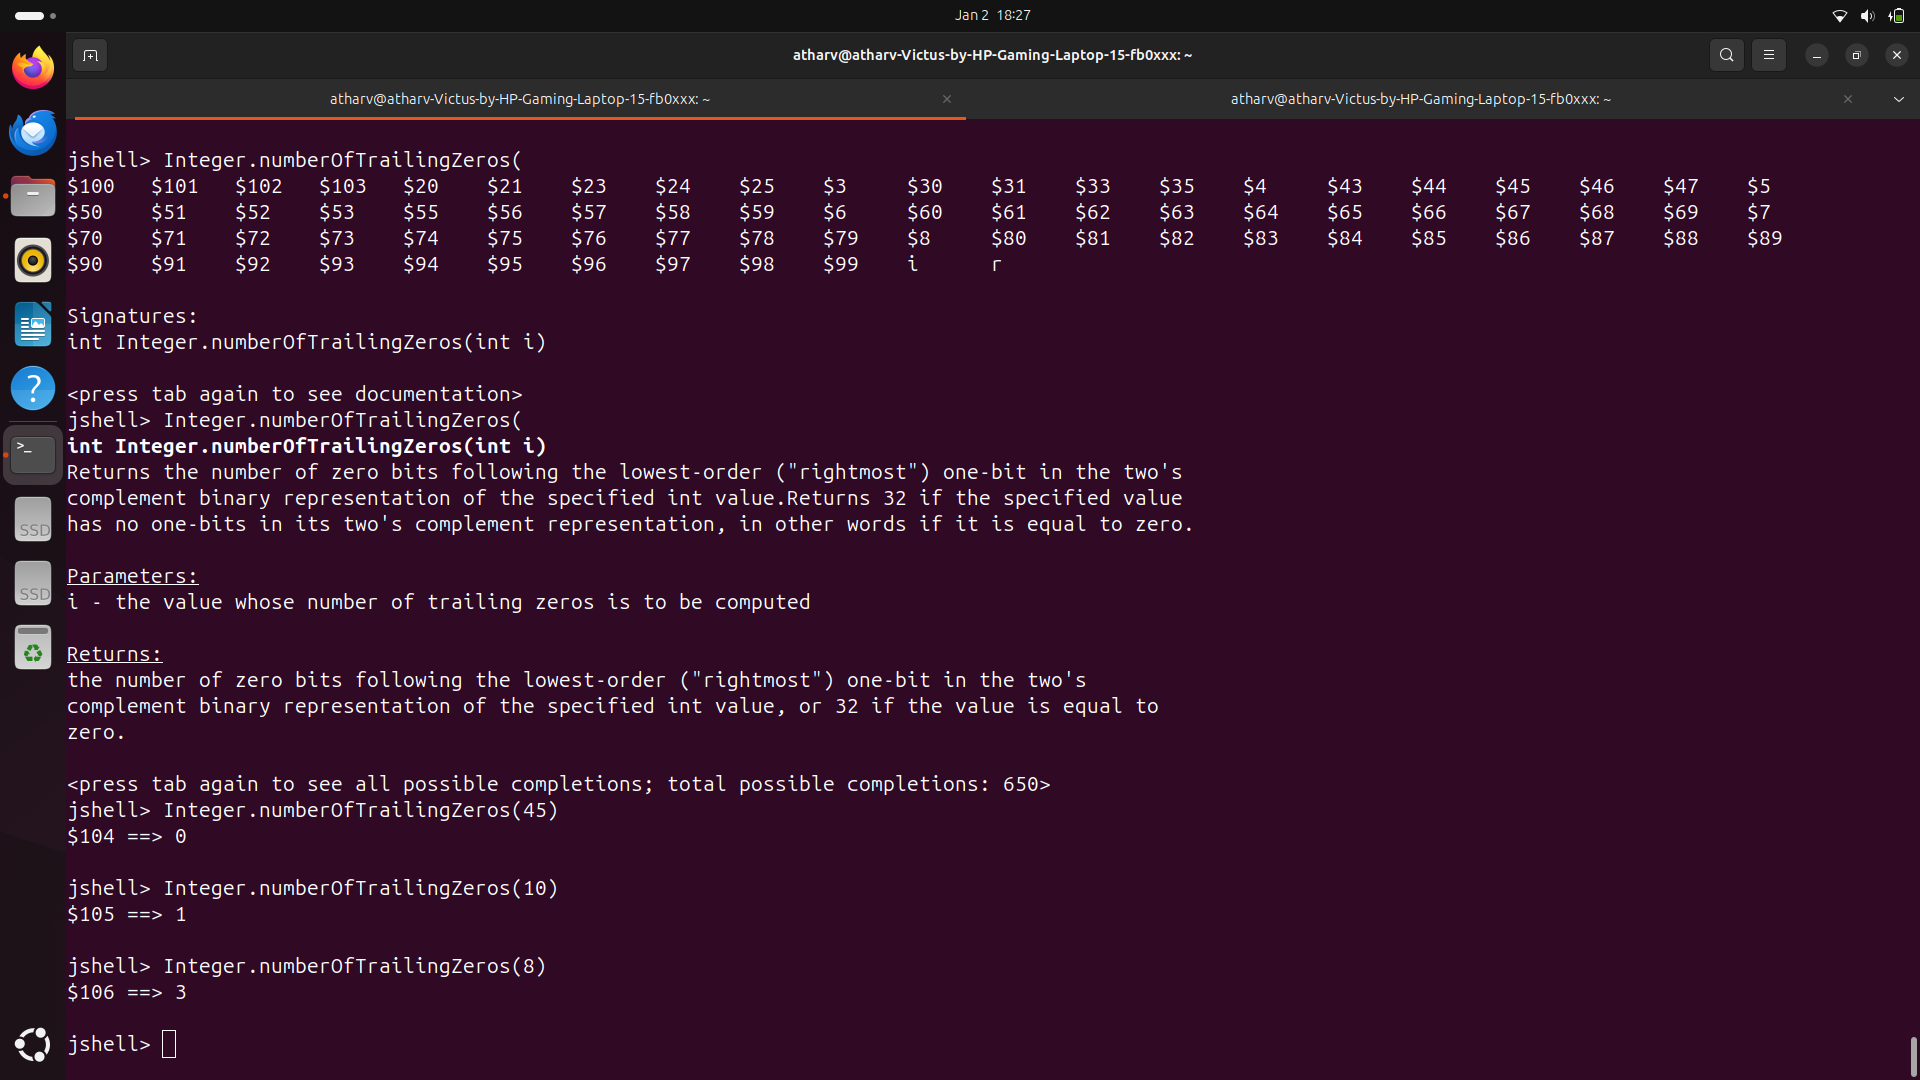 Jan 2 18:27
atharv@atharv-Victus-by-HP-Gaming-Laptop-15-fb0xxx: ~
atharv@atharv-Victus-by-HP-Gaming-Laptop-15-fb0xxx: ~ atharv@atharv-Victus-by-HP-Gaming-Laptop-15-fb0xxx: ~
jshell> Integer.numberOfTrailingZeros(
$100 $101 $102 $103 $20 $21 $23 $24 $25 $3 $30 $31 $33 $35 $4 $43 $44 $45 $46 $47 $5
$50 $51 $52 $53 $55 $56 $57 $58 $59 $6 $60 $61 $62 $63 $64 $65 $66 $67 $68 $69 $7
$70 $71 $72 $73 $74 $75 $76 $77 $78 $79 $8 $80 $81 $82 $83 $84 $85 $86 $87 $88 $89
$90 $91 $92 $93 $94 $95 $96 $97 $98 $99 i r
Signatures:
int Integer.numberOfTrailingZeros(int i)
<press tab again to see documentation>
jshell> Integer.numberOfTrailingZeros(
int Integer.numberOfTrailingZeros(int i)
Returns the number of zero bits following the lowest-order ("rightmost") one-bit in the two's
complement binary representation of the specified int value.Returns 32 if the specified value
has no one-bits in its two's complement representation, in other words if it is equal to zero.
Parameters:
i - the value whose number of trailing zeros is to be computed
Returns:
the number of zero bits following the lowest-order ("rightmost") one-bit in the two's
complement binary representation of the specified int value, or 32 if the value is equal to
zero.
<press tab again to see all possible completions; total possible completions: 650>
jshell> Integer.numberOfTrailingZeros(45)
$104 ==> 0
jshell> Integer.numberOfTrailingZeros(10)
$105 ==> 1
jshell> Integer.numberOfTrailingZeros(8)
$106 ==> 3
jshell>
?
>_
SSD
SSD